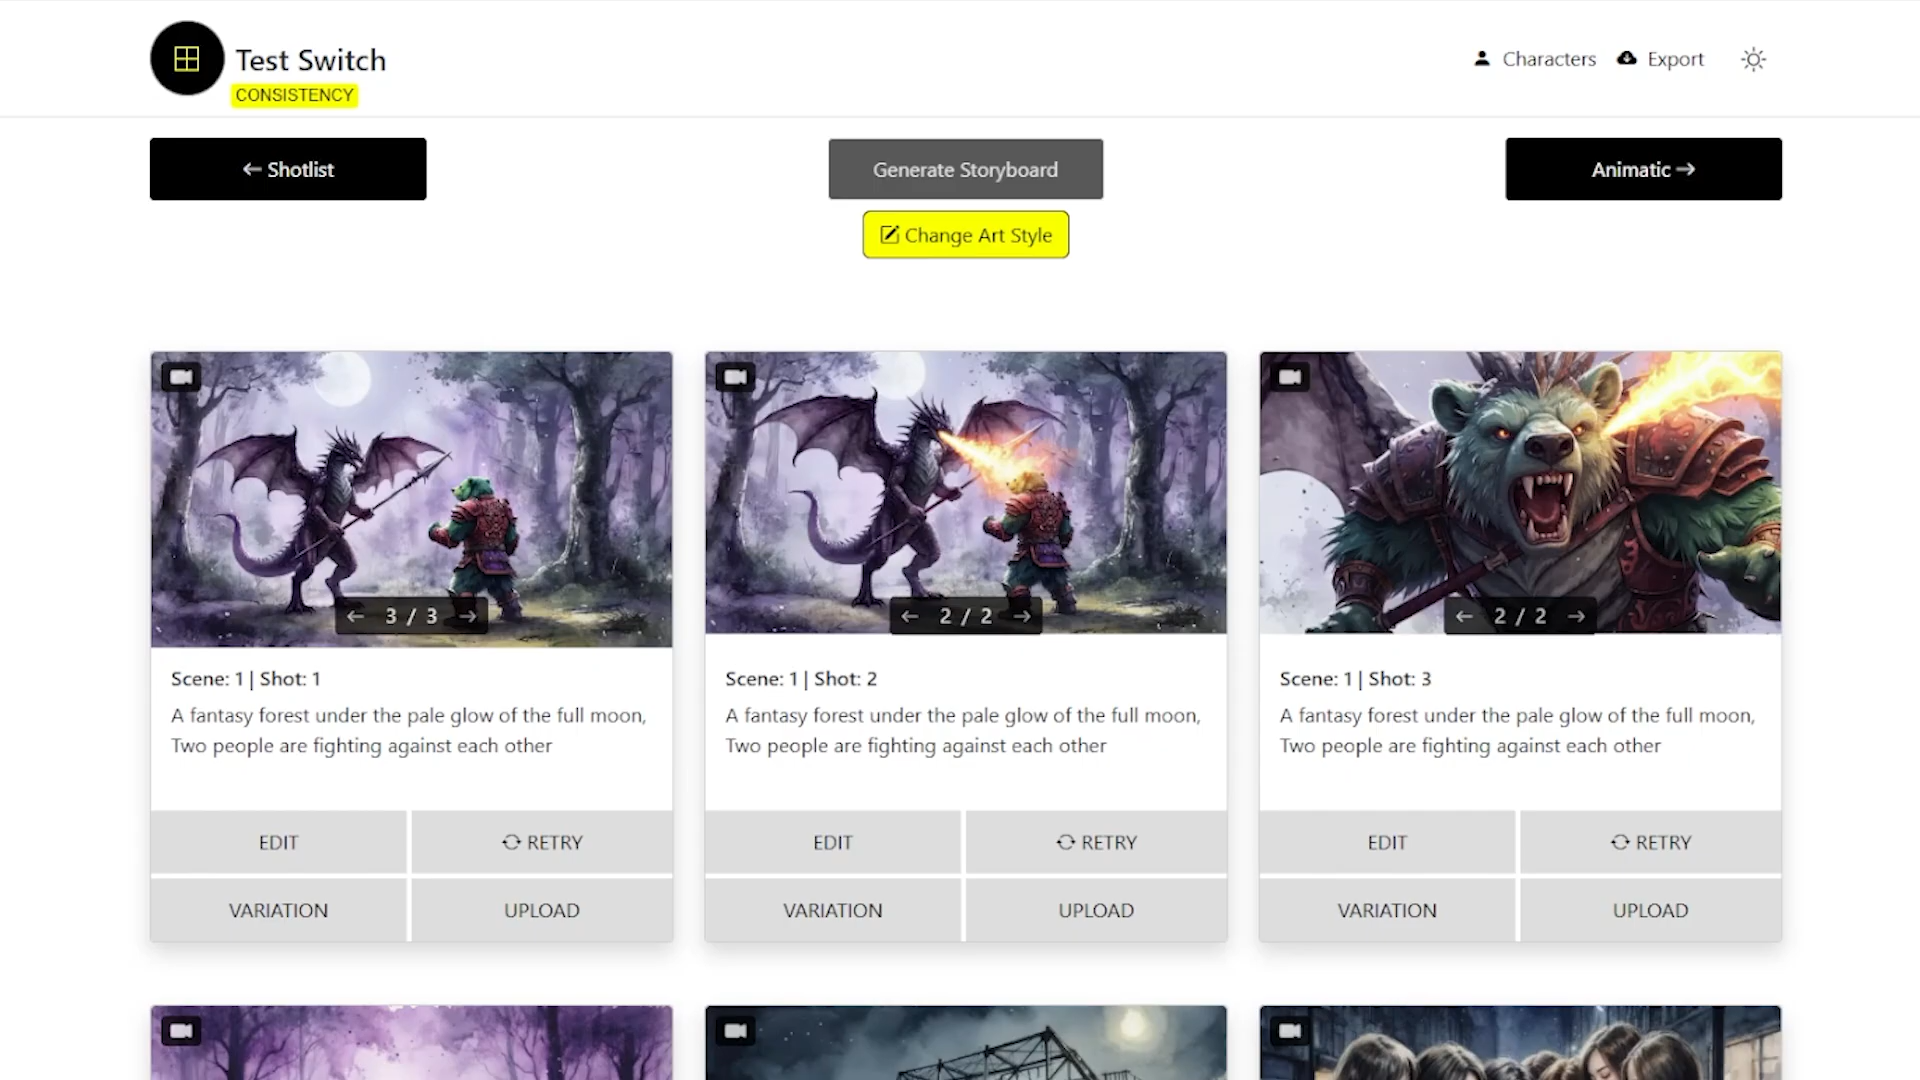 Test Switch
CONSISTENCY
Characters
Export
← Shotlist
Generate Storyboard
Animatic →
Change Art Style
← 3 / 3 →
← 2 / 2 →
← 2 / 2 →
Scene: 1 | Shot: 1
A fantasy forest under the pale glow of the full moon,
Two people are fighting against each other
EDIT
RETRY
VARIATION
UPLOAD
Scene: 1 | Shot: 2
A fantasy forest under the pale glow of the full moon,
Two people are fighting against each other
EDIT
RETRY
VARIATION
UPLOAD
Scene: 1 | Shot: 3
A fantasy forest under the pale glow of the full moon,
Two people are fighting against each other
EDIT
RETRY
VARIATION
UPLOAD